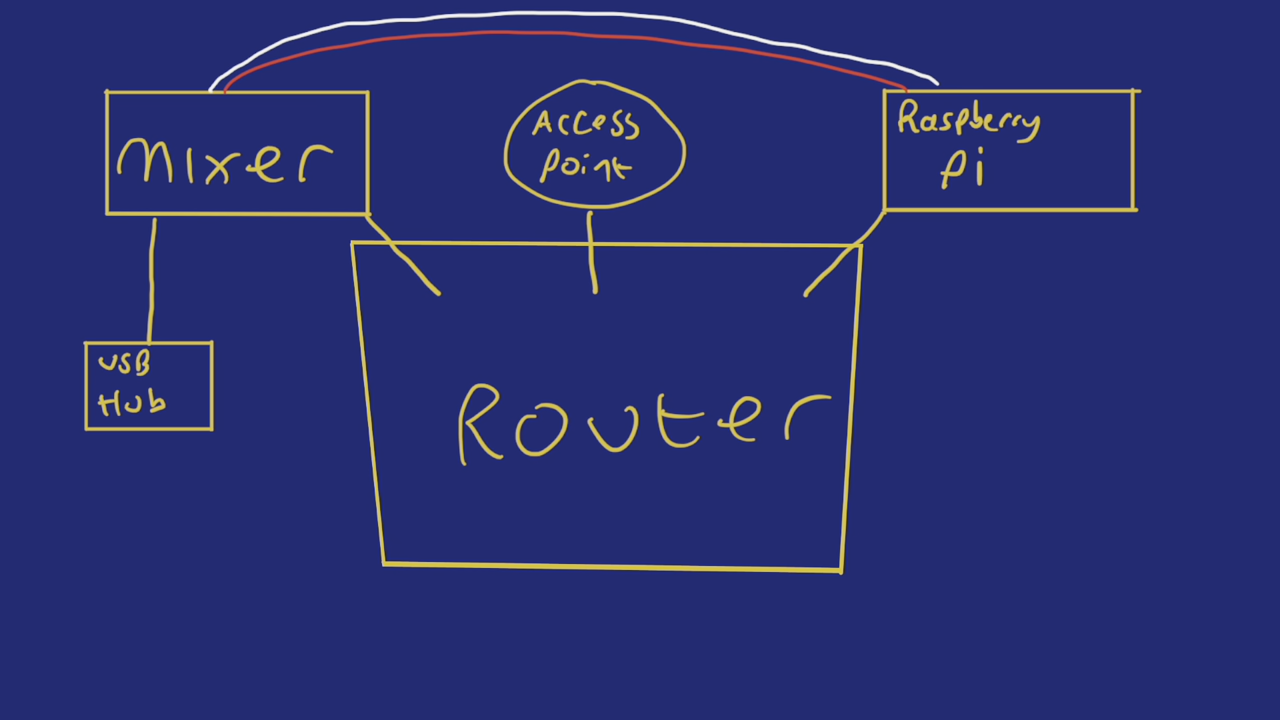 Mixer
Access
Point
Raspberry
Pi
USB
Hub
Router